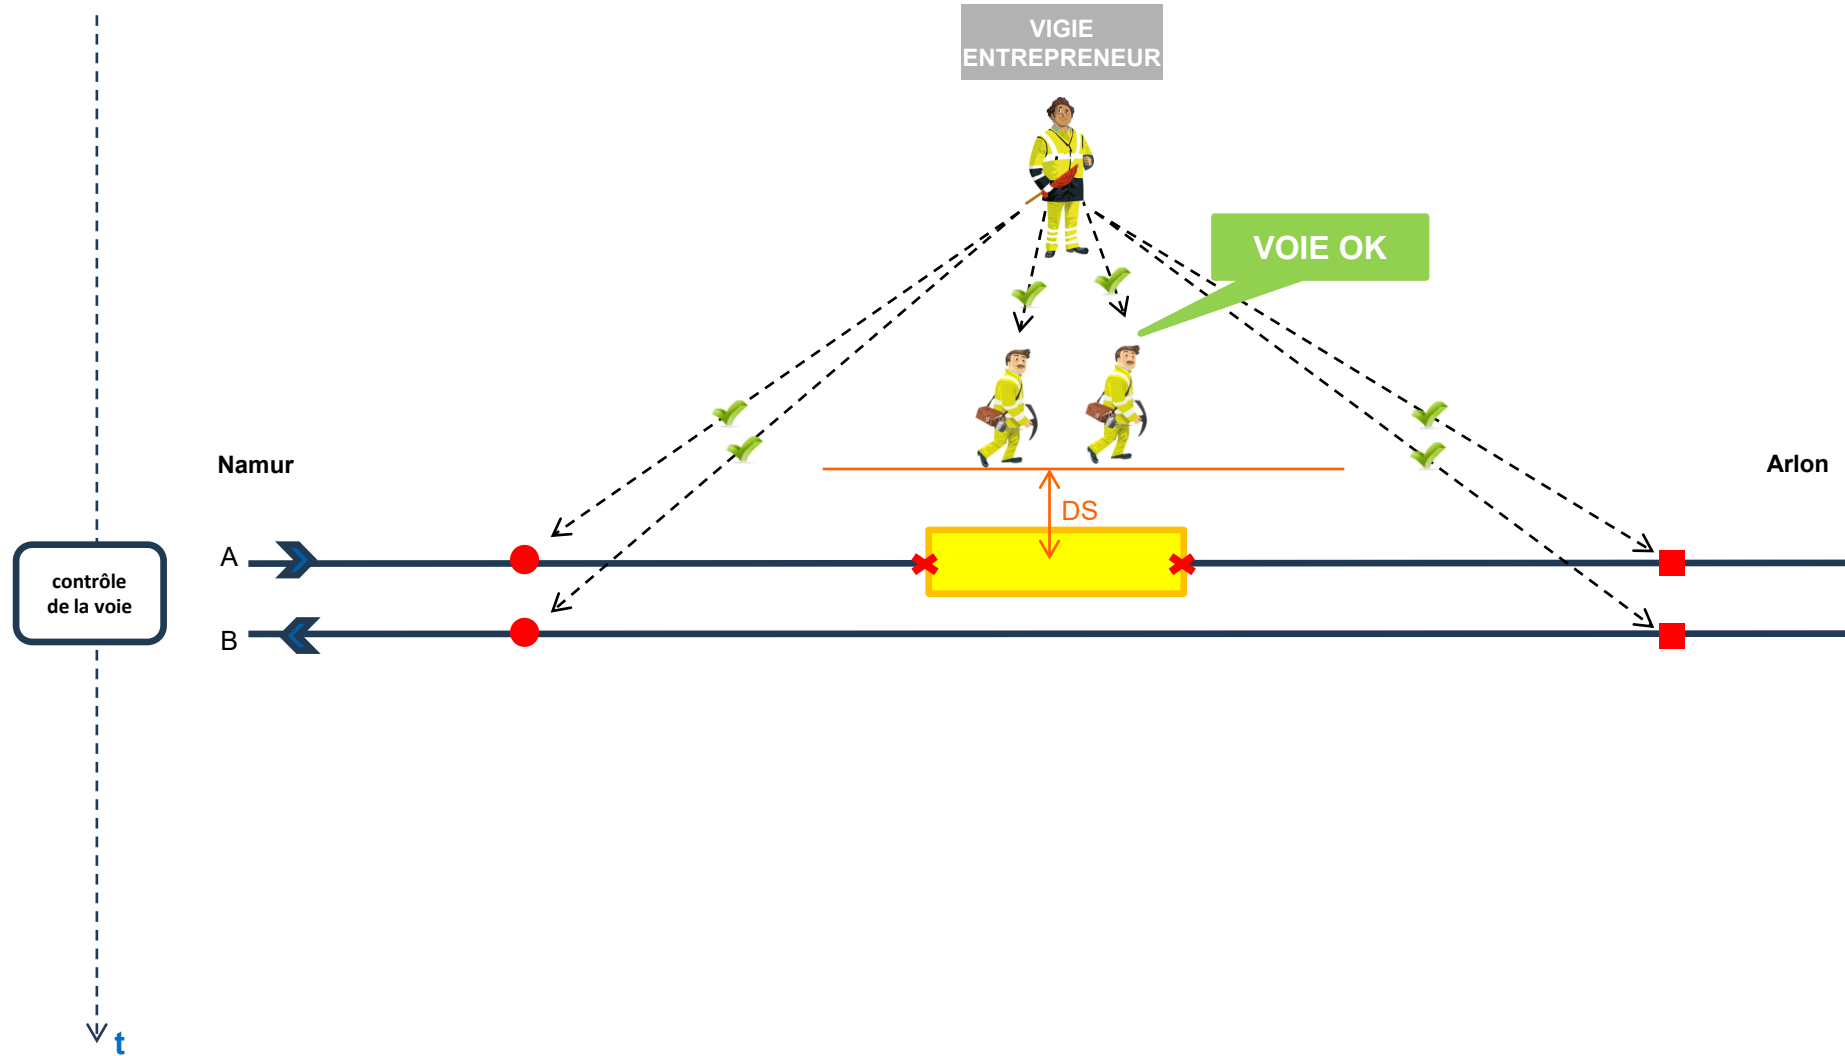 VIGIE
ENTREPRENEUR
VOIE OK
Namur
Arlon
DS
A
contrôle
de la voie
B
t